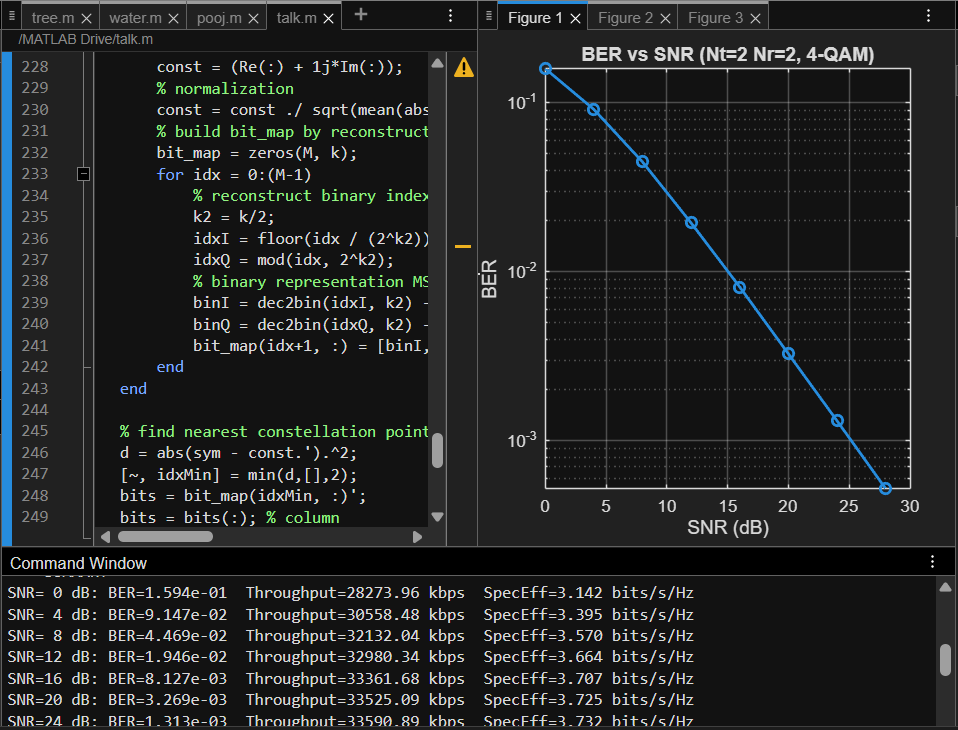 tree.m × water.m × pooj.m × talk.m × +
/MATLAB Drive/talk.m
228 const = (Re(:) + 1j*Im(:));
229 % normalization
230 const = const ./ sqrt(mean(abs
231 % build bit_map by reconstruct
232 bit_map = zeros(M, k);
233 for idx = 0:(M-1)
234 % reconstruct binary index
235 k2 = k/2;
236 idxI = floor(idx / (2^k2))
237 idxQ = mod(idx, 2^k2);
238 % binary representation MS
239 binI = dec2bin(idxI, k2) -
240 binQ = dec2bin(idxQ, k2) -
241 bit_map(idx+1, :) = [binI,
242 end
243 end
244
245 % find nearest constellation point
246 d = abs(sym - const.').^2;
247 [~, idxMin] = min(d,[],2);
248 bits = bit_map(idxMin, :)';
249 bits = bits(:); % column
Figure 1 × Figure 2 × Figure 3 ×
BER vs SNR (Nt=2 Nr=2, 4-QAM)
10-1
10-2
10-3
BER
0 5 10 15 20 25 30
SNR (dB)
Command Window
SNR= 0 dB: BER=1.594e-01 Throughput=28273.96 kbps SpecEff=3.142 bits/s/Hz
SNR= 4 dB: BER=9.147e-02 Throughput=30558.48 kbps SpecEff=3.395 bits/s/Hz
SNR= 8 dB: BER=4.469e-02 Throughput=32132.04 kbps SpecEff=3.570 bits/s/Hz
SNR=12 dB: BER=1.946e-02 Throughput=32980.34 kbps SpecEff=3.664 bits/s/Hz
SNR=16 dB: BER=8.127e-03 Throughput=33361.68 kbps SpecEff=3.707 bits/s/Hz
SNR=20 dB: BER=3.269e-03 Throughput=33525.09 kbps SpecEff=3.725 bits/s/Hz
SNR=24 dB: BER=1.313e-03 Throughput=33590.89 kbps SpecEff=3.732 bits/s/Hz